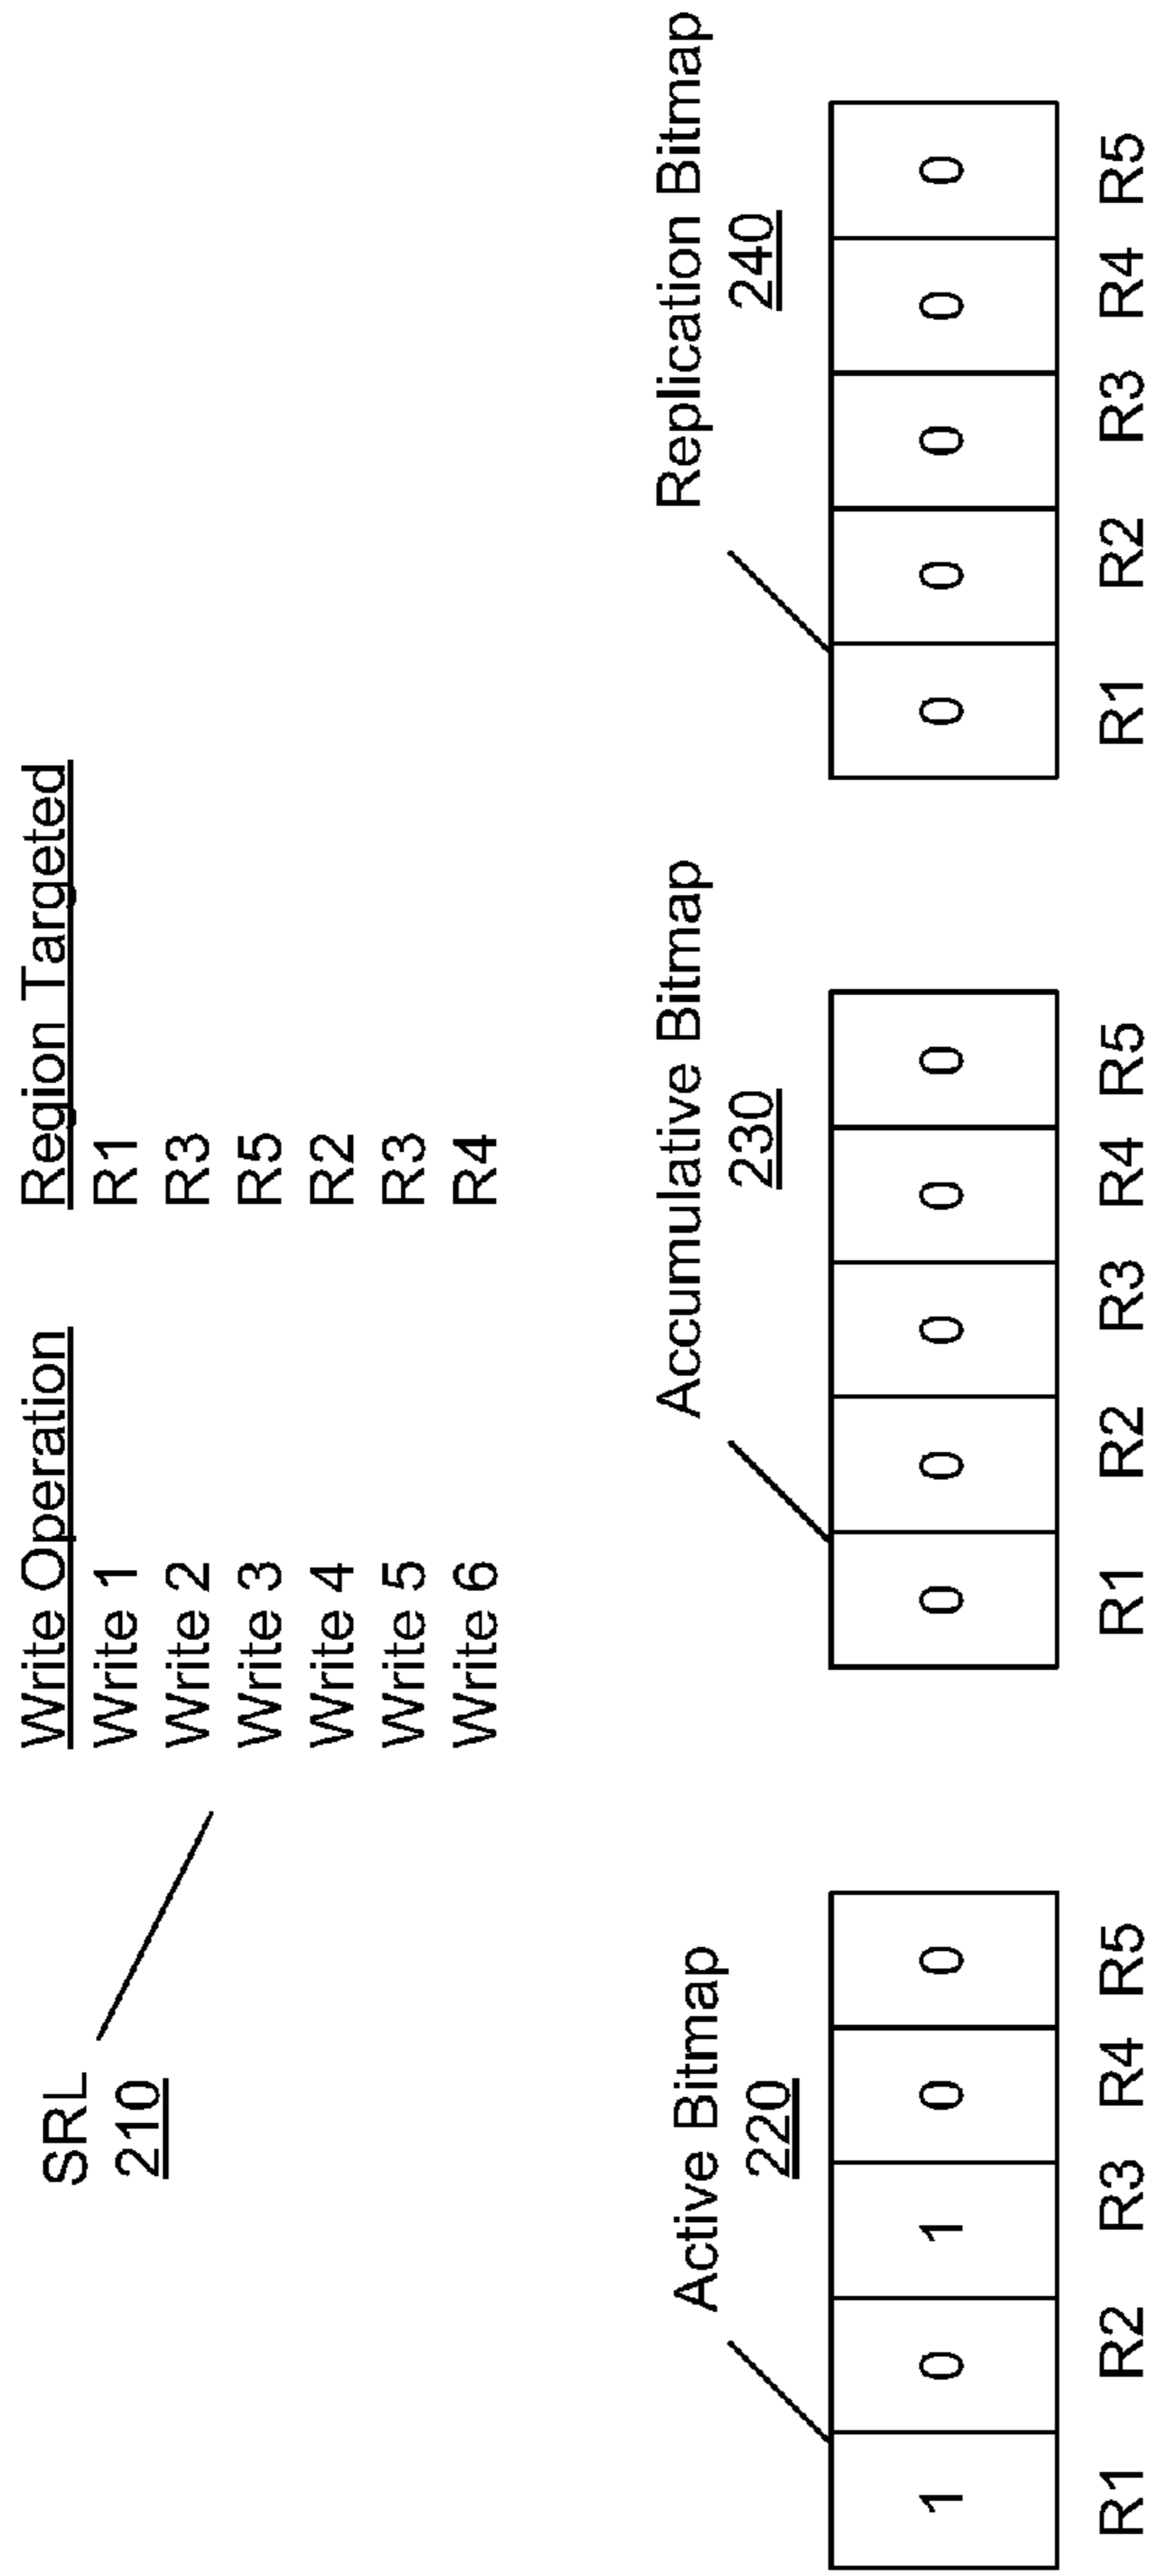 SRL
210
Write Operation Region Targeted
Write 1 R1
Write 2 R3
Write 3 R5
Write 4 R2
Write 5 R3
Write 6 R4
Active Bitmap
220
1 0 1 0 0
R1 R2 R3 R4 R5
Accumulative Bitmap
230
0 0 0 0 0
R1 R2 R3 R4 R5
Replication Bitmap
240
0 0 0 0 0
R1 R2 R3 R4 R5